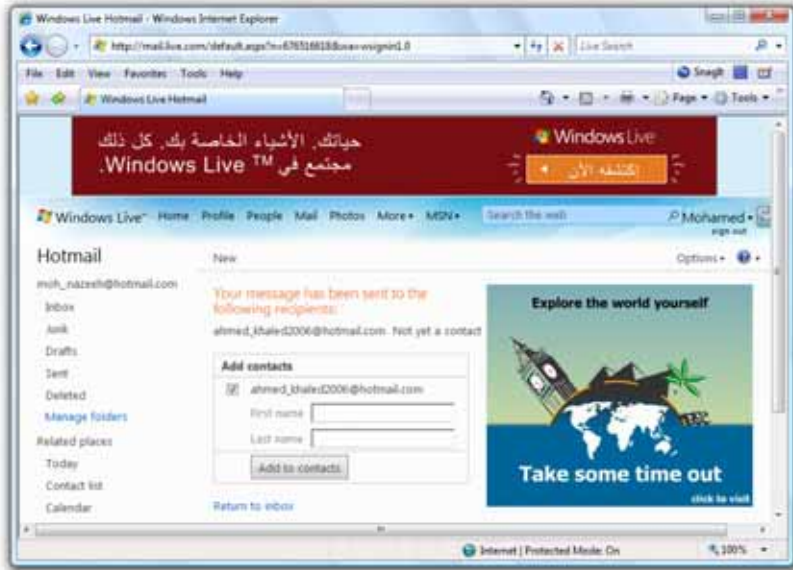 Windows Live Hotmail - Windows Internet Explorer
Live Search
File Edit View Favorites Tools Help
SnagIt
Windows Live Hotmail
Page Tools
حياتك. الأشياء الخاصة بك. كل ذلك
مجتمع في Windows Live ™.
Windows Live
إكتشفه الآن
Windows Live™ Home Profile People Mail Photos More MSN Search the web Mohamed
sign out
Hotmail New Options
moh_nazeeh@hotmail.com
Inbox
Junk
Drafts
Sent
Deleted
Manage folders
Related places
Today
Contact list
Calendar
Your message has been sent to the
following recipients:
ahmed_khaled2006@hotmail.com Not yet a contact
Add contacts
ahmed_khaled2006@hotmail.com
First name
Last name
Add to contacts
Return to inbox
Explore the world yourself
Take some time out
click to visit
Internet | Protected Mode: On 100%